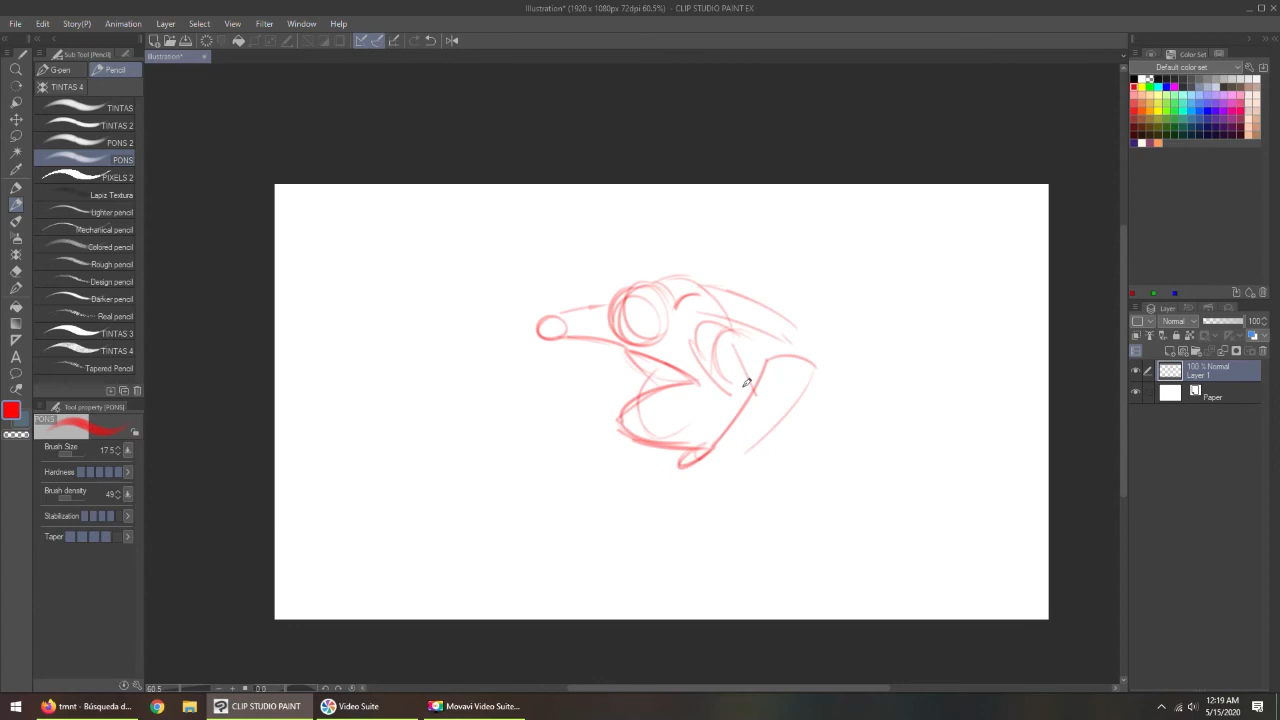 Illustration* (1920 x 1080px 72dpi 60.5%) - CLIP STUDIO PAINT EX
File Edit Story(P) Animation Layer Select View Filter Window Help
Sub Tool [Pencil]
Illustration*
Color Set
G-pen Pencil
Default color set
TINTAS 4
TINTAS
TINTAS 2
PONS 2
PONS
PIXELS 2
Lapiz Textura
Lighter pencil
Mechanical pencil
Colored pencil
Rough pencil
Design pencil
Darker pencil
Real pencil
TINTAS 3
TINTAS 4
Tapered Pencil
Layer
Normal 100
100 % Normal
Layer 1
Paper
Tool property [PONS]
PONS
Brush Size 17.5
Hardness
Brush density 49
Stabilization
Taper
60.5 0.0
tmnt - Búsqueda d...
CLIP STUDIO PAINT
Video Suite
Movavi Video Suite...
12:19 AM
5/15/2020